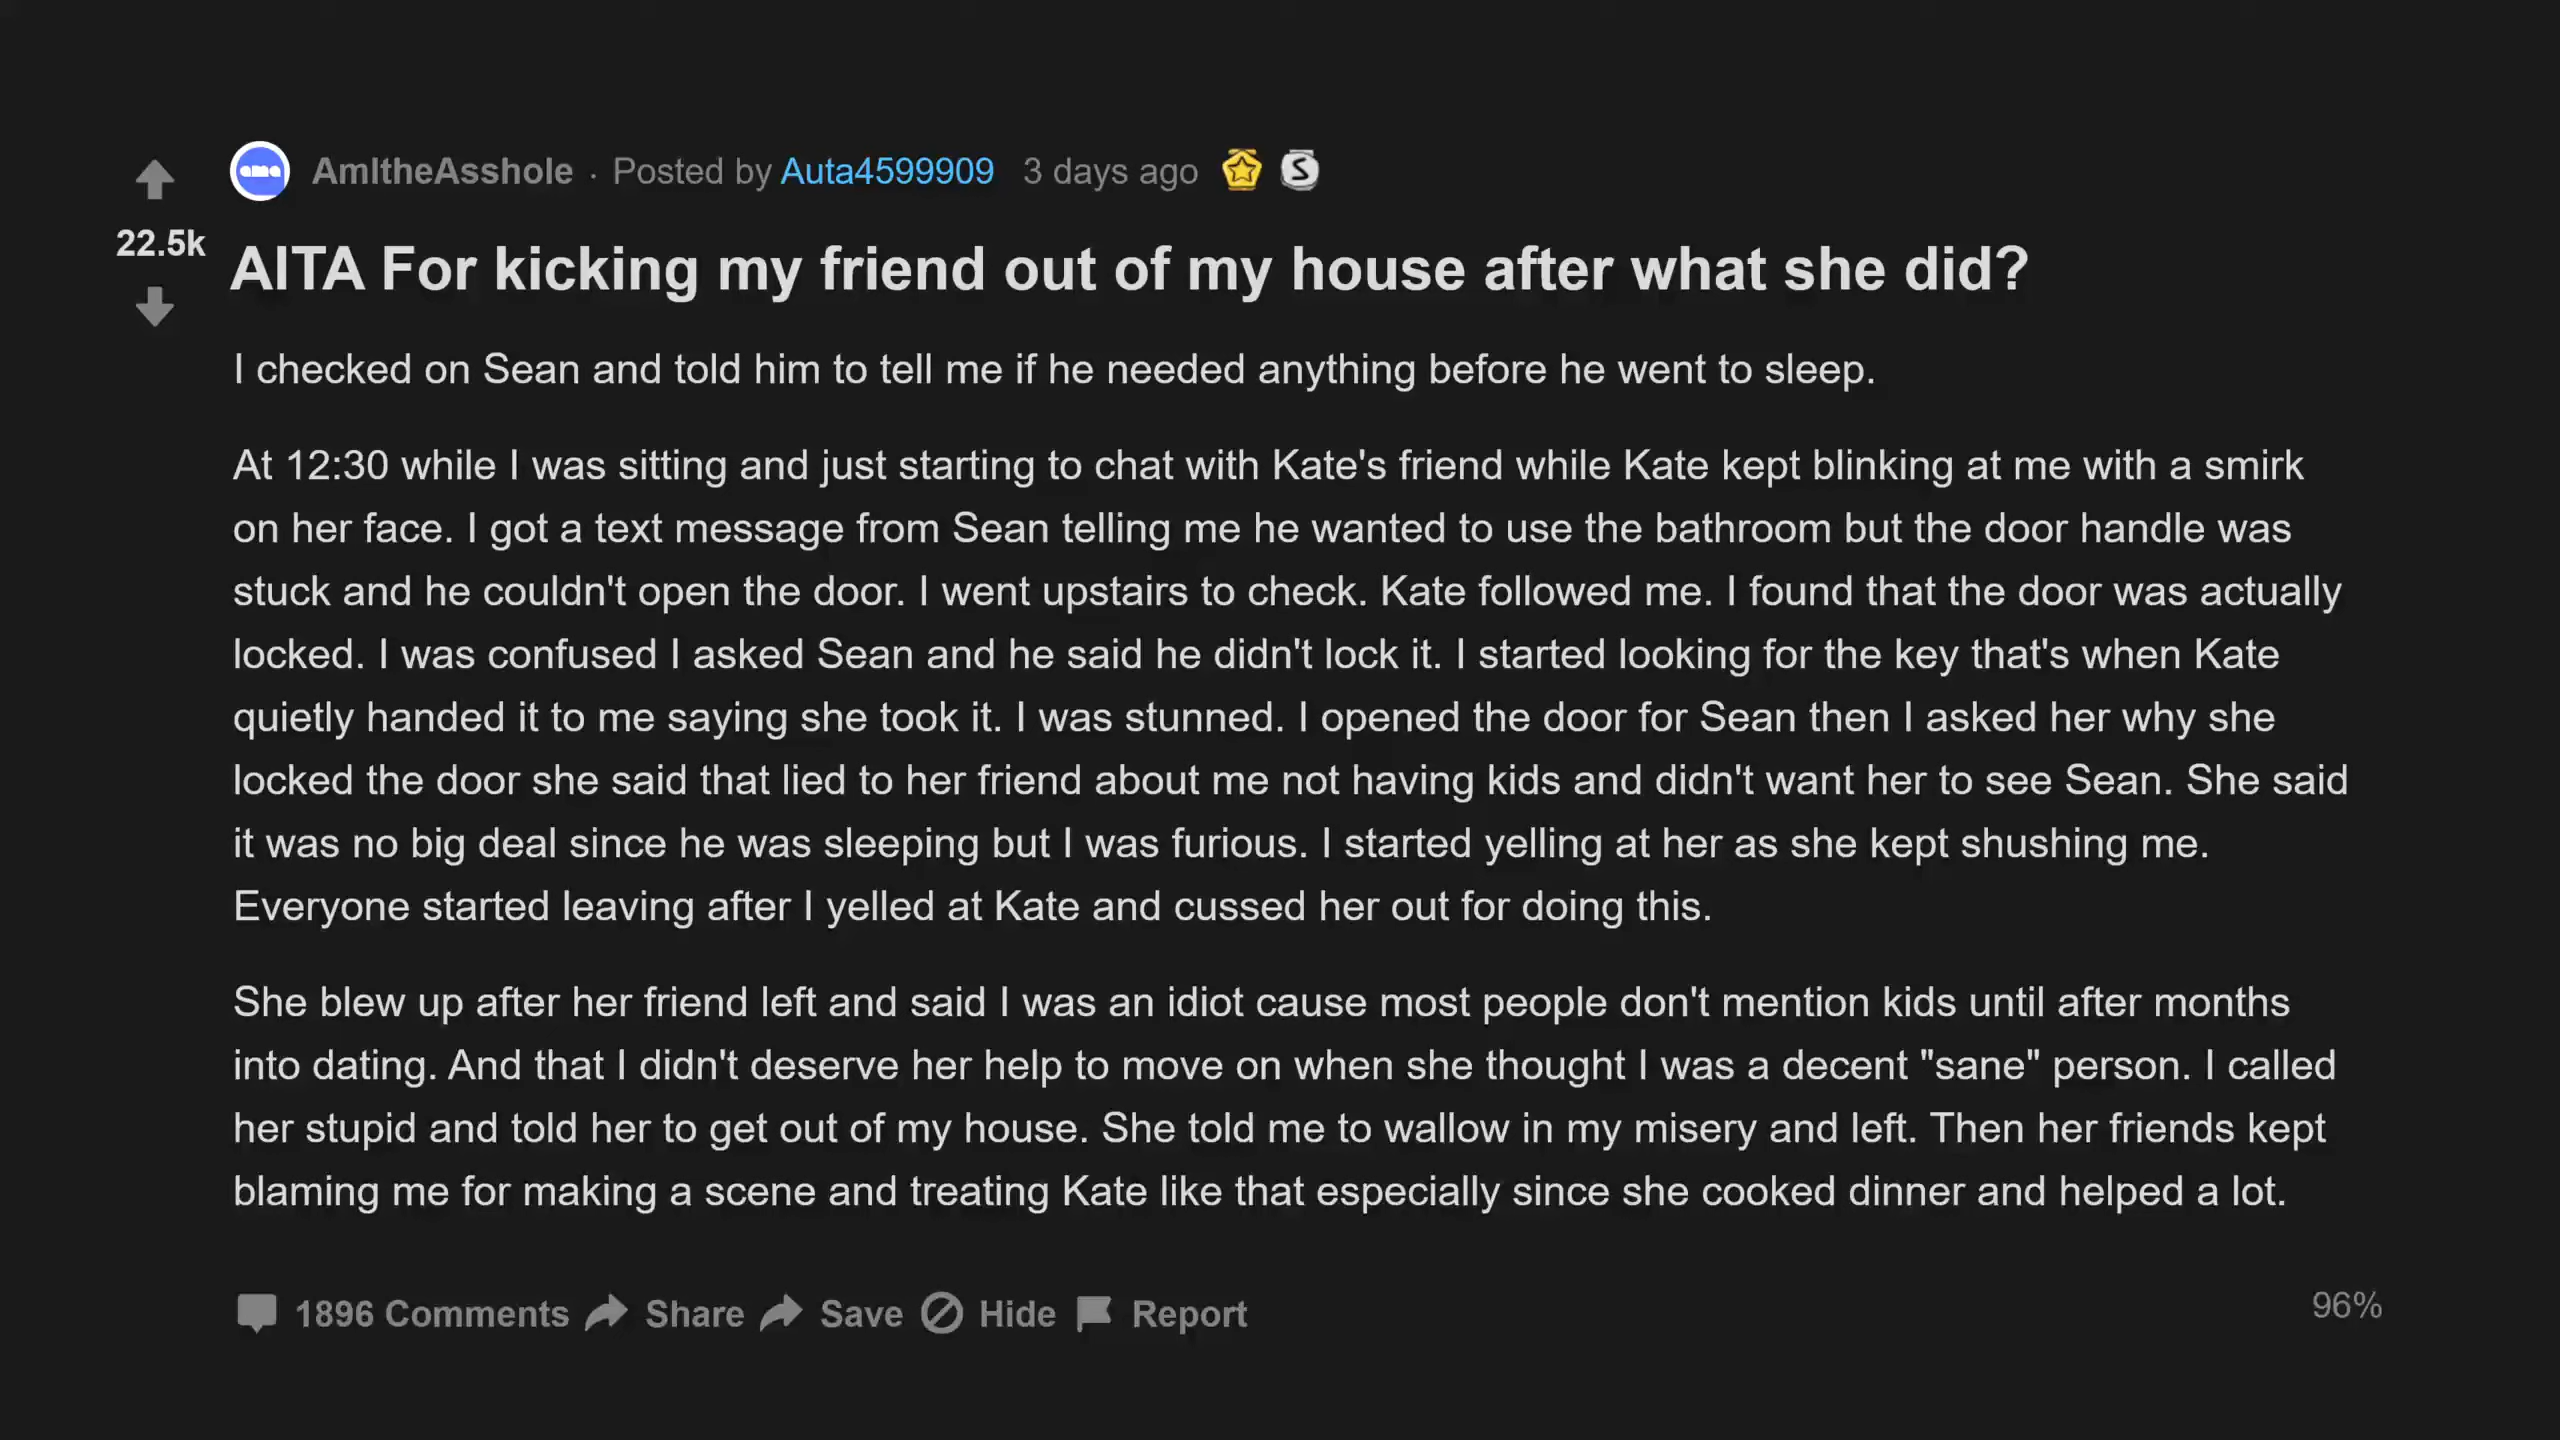 AmItheAsshole · Posted by Auta4599909 3 days ago S
22.5k
AITA For kicking my friend out of my house after what she did?
I checked on Sean and told him to tell me if he needed anything before he went to sleep.
At 12:30 while I was sitting and just starting to chat with Kate's friend while Kate kept blinking at me with a smirk
on her face. I got a text message from Sean telling me he wanted to use the bathroom but the door handle was
stuck and he couldn't open the door. I went upstairs to check. Kate followed me. I found that the door was actually
locked. I was confused I asked Sean and he said he didn't lock it. I started looking for the key that's when Kate
quietly handed it to me saying she took it. I was stunned. I opened the door for Sean then I asked her why she
locked the door she said that lied to her friend about me not having kids and didn't want her to see Sean. She said
it was no big deal since he was sleeping but I was furious. I started yelling at her as she kept shushing me.
Everyone started leaving after I yelled at Kate and cussed her out for doing this.
She blew up after her friend left and said I was an idiot cause most people don't mention kids until after months
into dating. And that I didn't deserve her help to move on when she thought I was a decent "sane" person. I called
her stupid and told her to get out of my house. She told me to wallow in my misery and left. Then her friends kept
blaming me for making a scene and treating Kate like that especially since she cooked dinner and helped a lot.
1896 Comments Share Save Hide Report
96%